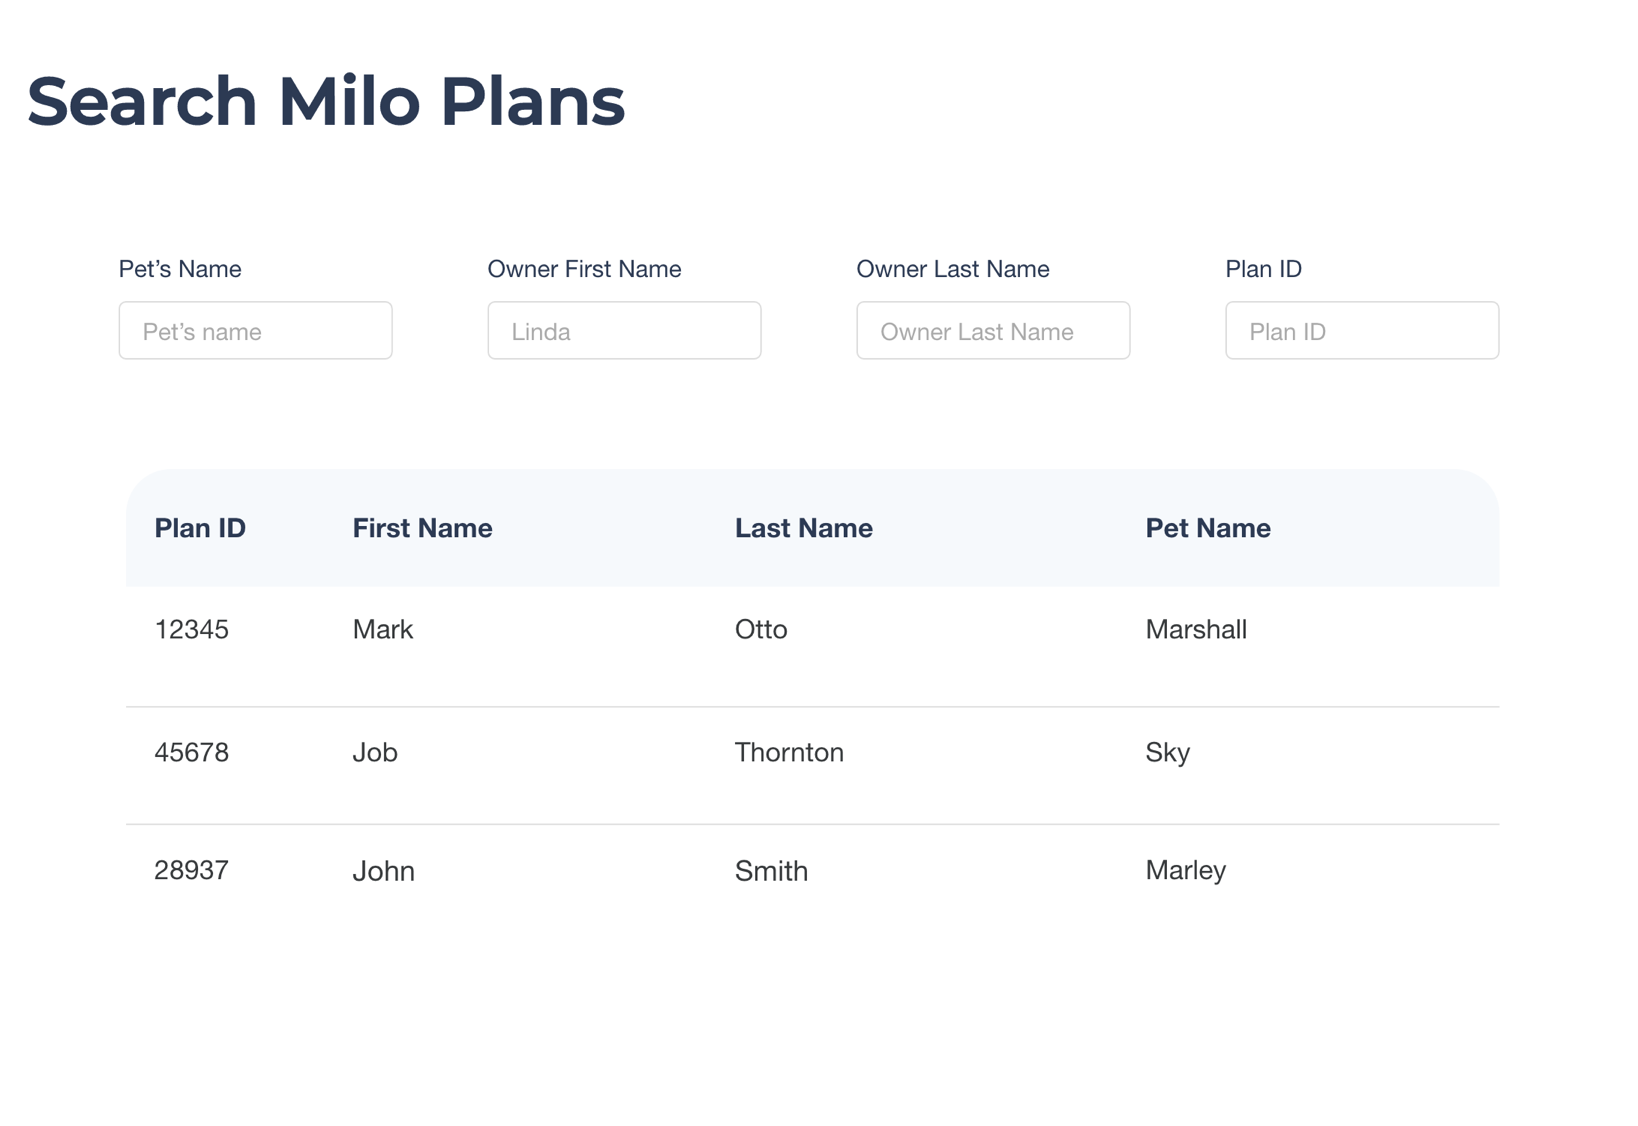 Search Milo Plans
Pet’s Name Owner First Name Owner Last Name Plan ID
Pet’s name Linda Owner Last Name Plan ID
Plan ID First Name Last Name Pet Name
12345 Mark Otto Marshall
45678 Job Thornton Sky
28937 John Smith Marley